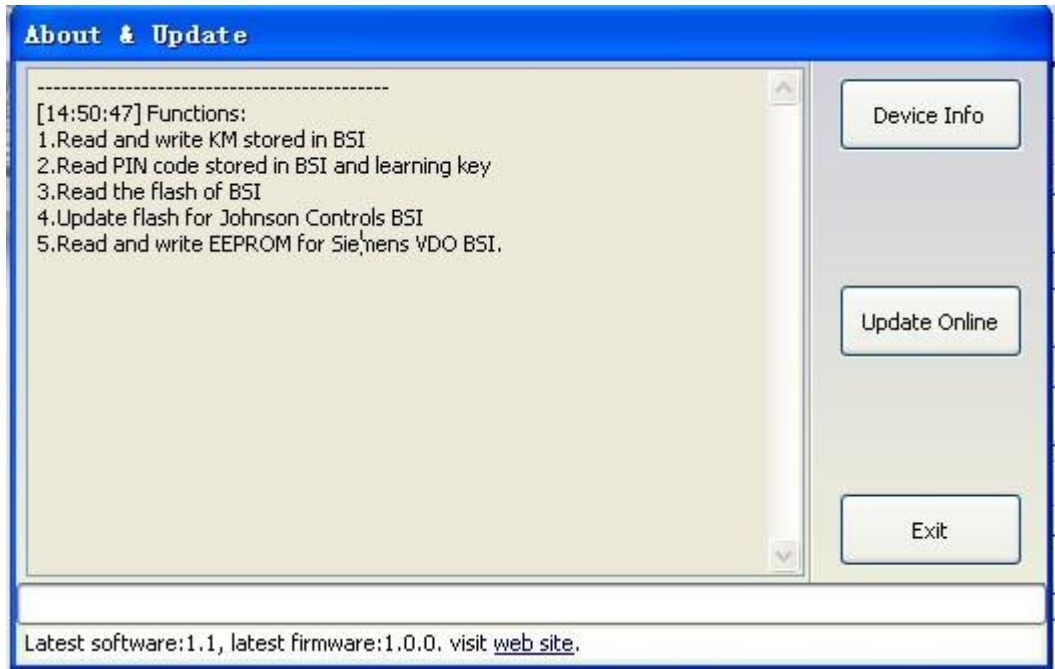 About & Update
--------------------------------------------
[14:50:47] Functions:
1.Read and write KM stored in BSI
2.Read PIN code stored in BSI and learning key
3.Read the flash of BSI
4.Update flash for Johnson Controls BSI
5.Read and write EEPROM for Siemens VDO BSI.
Device Info
Update Online
Exit
Latest software:1.1, latest firmware:1.0.0. visit web site.